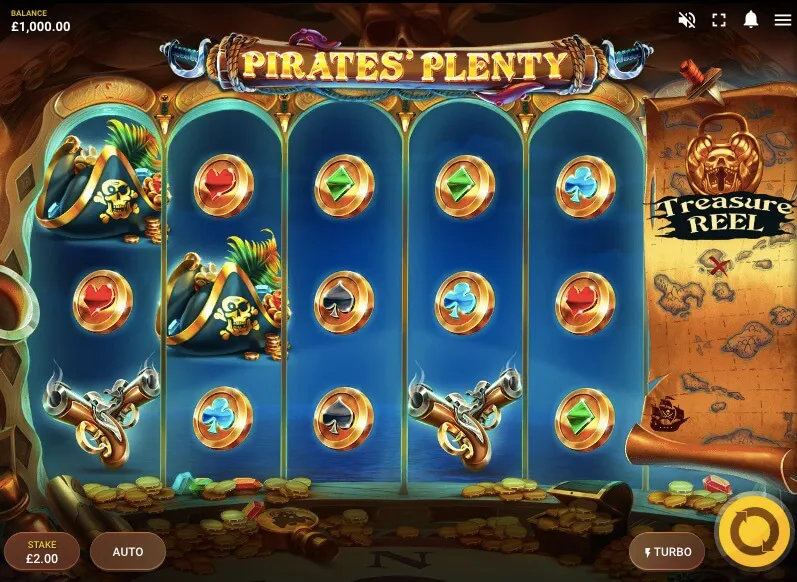 BALANCE
£1,000.00
PIRATES' PLENTY
Treasure
REEL
STAKE
£2.00
AUTO
N
TURBO